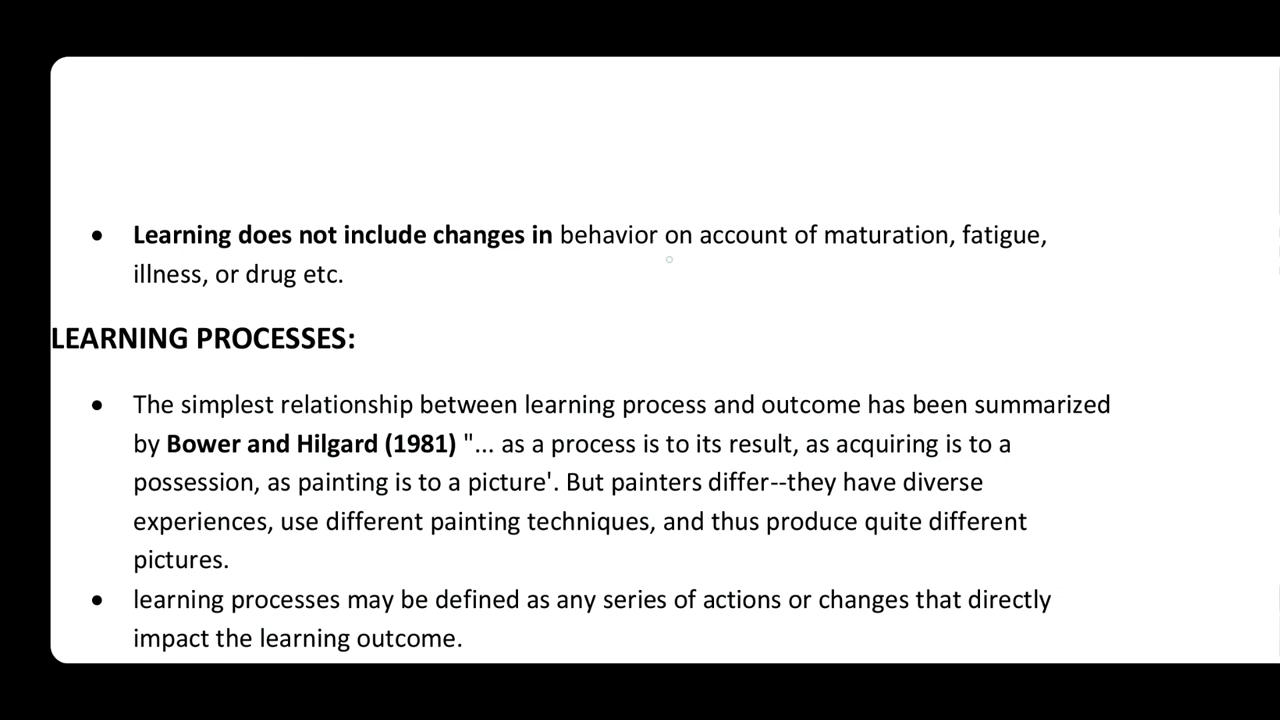 • Learning does not include changes in behavior on account of maturation, fatigue,
illness, or drug etc.
LEARNING PROCESSES:
• The simplest relationship between learning process and outcome has been summarized
by Bower and Hilgard (1981) "... as a process is to its result, as acquiring is to a
possession, as painting is to a picture'. But painters differ--they have diverse
experiences, use different painting techniques, and thus produce quite different
pictures.
• learning processes may be defined as any series of actions or changes that directly
impact the learning outcome.